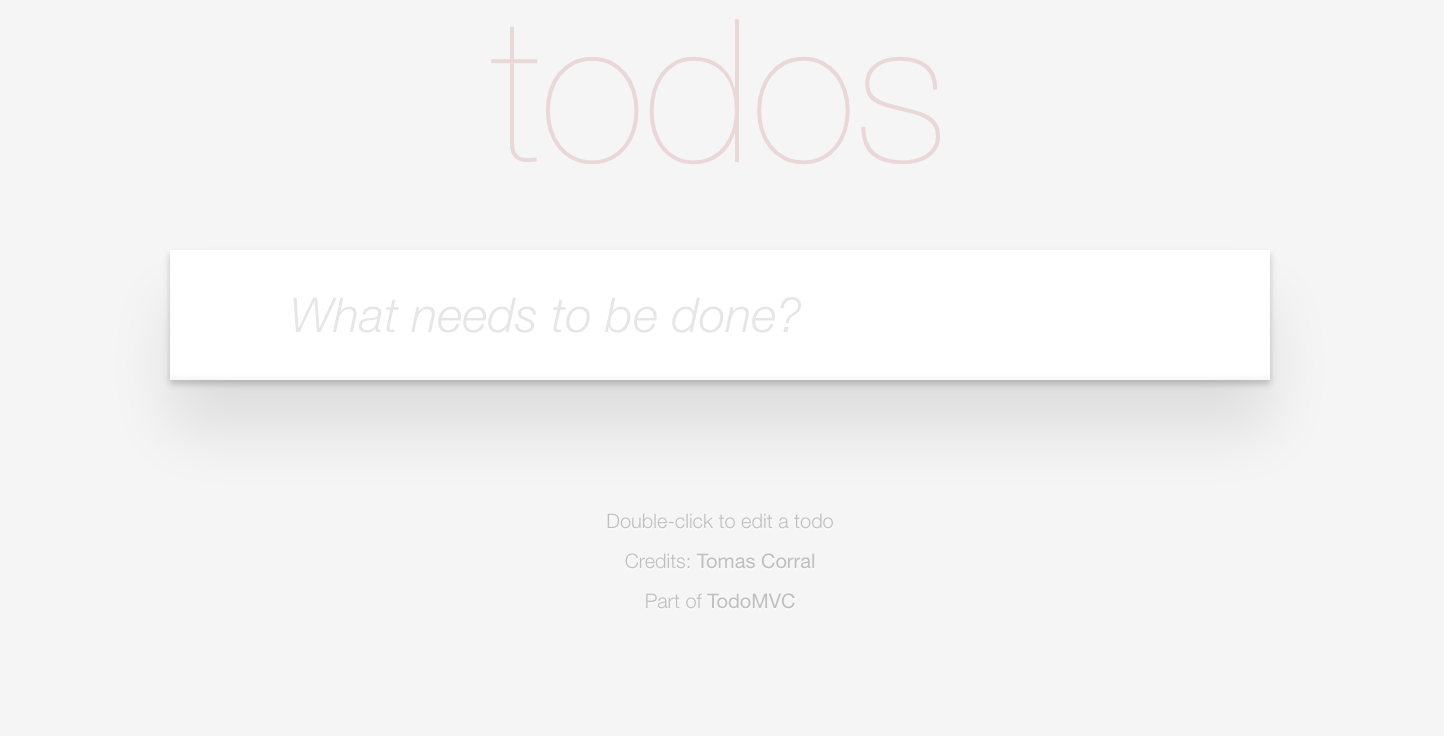 todos
What needs to be done?
Double-click to edit a todo
Credits: Tomas Corral
Part of TodoMVC